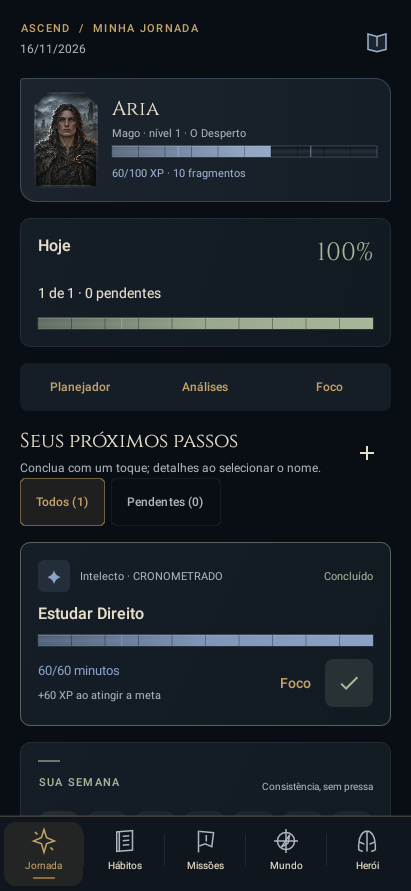 ASCEND / MINHA JORNADA
16/11/2026
Aria
Mago · nível 1 · O Desperto
60/100 XP · 10 fragmentos
Hoje
100%
1 de 1 · 0 pendentes
Planejador
Análises
Foco
Seus próximos passos
Conclua com um toque; detalhes ao selecionar o nome.
Todos (1)
Pendentes (0)
Intelecto · CRONOMETRADO
Concluído
Estudar Direito
60/60 minutos
+60 XP ao atingir a meta
Foco
SUA SEMANA
Consistência, sem pressa
Jornada
Hábitos
Missões
Mundo
Herói